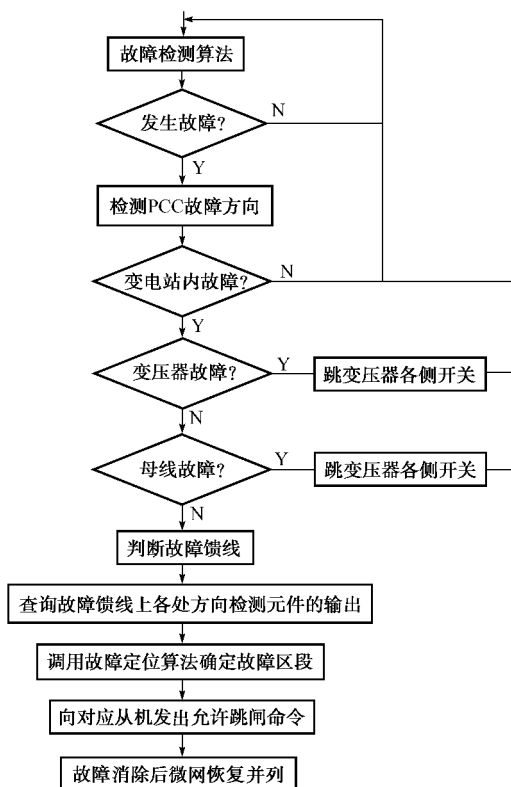 故障检测算法
发生故障?
N
Y
检测PCC故障方向
变电站内故障?
N
Y
变压器故障?
Y
跳变压器各侧开关
N
母线故障?
Y
跳变压器各侧开关
N
判断故障馈线
查询故障馈线上各处方向检测元件的输出
调用故障定位算法确定故障区段
向对应从机发出允许跳闸命令
故障消除后微网恢复并列